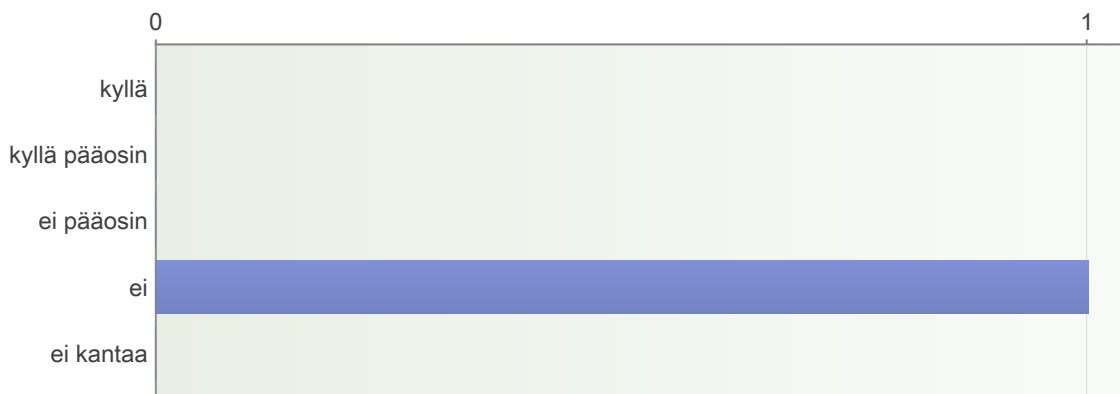 0 1
kyllä
kyllä pääosin
ei pääosin
ei
ei kantaa